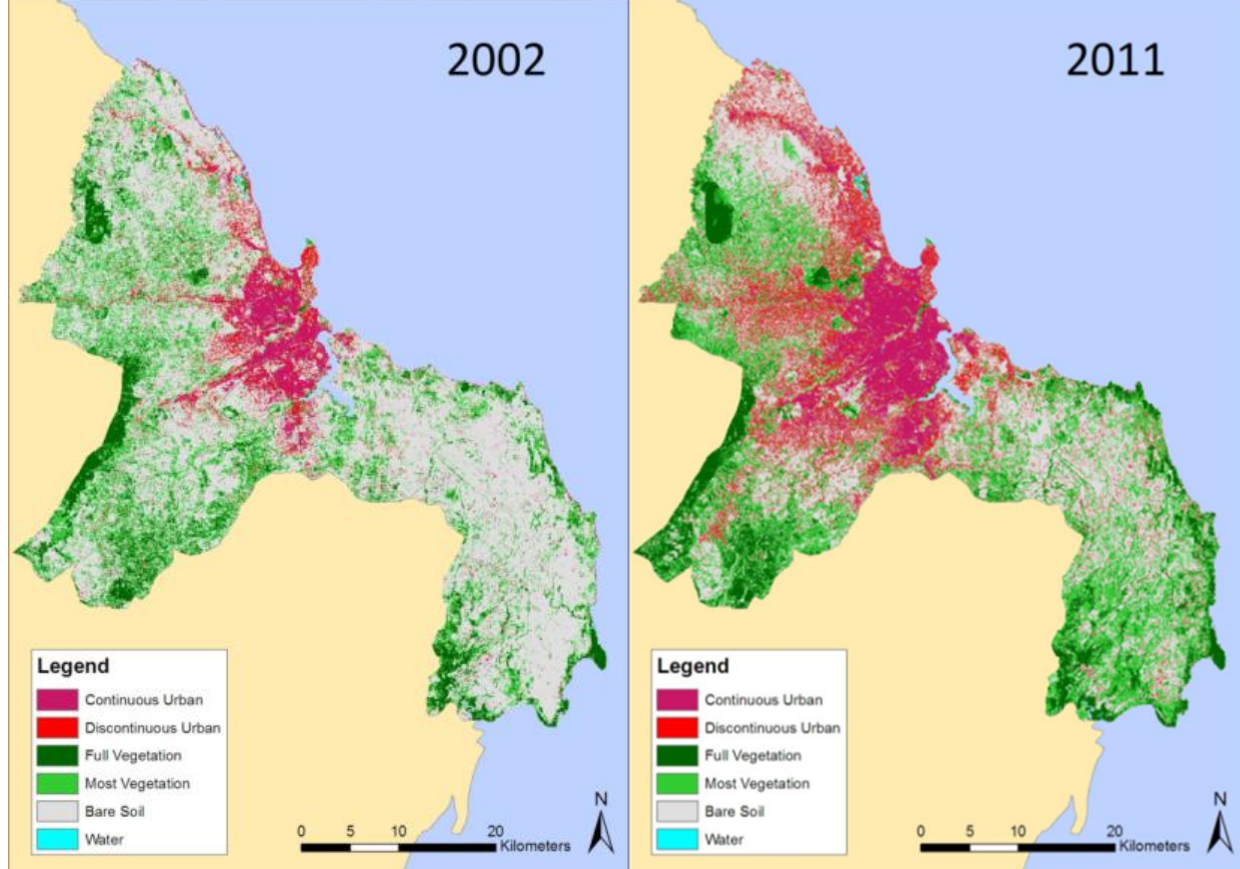 2002
Legend
Continuous Urban
Discontinuous Urban
Full Vegetation
Most Vegetation
Bare Soil
Water
0 5 10 20
Kilometers
N
2011
Legend
Continuous Urban
Discontinuous Urban
Full Vegetation
Most Vegetation
Bare Soil
Water
0 5 10 20
Kilometers
N